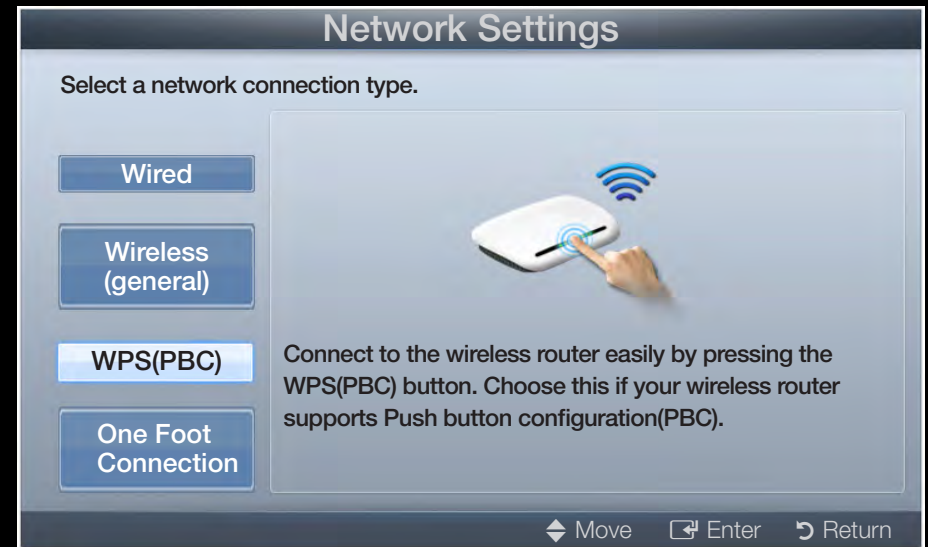 Network Settings
Select a network connection type.
Wired
Wireless
(general)
WPS(PBC)
One Foot
Connection
Connect to the wireless router easily by pressing the
WPS(PBC) button. Choose this if your wireless router
supports Push button configuration(PBC).
Move Enter Return